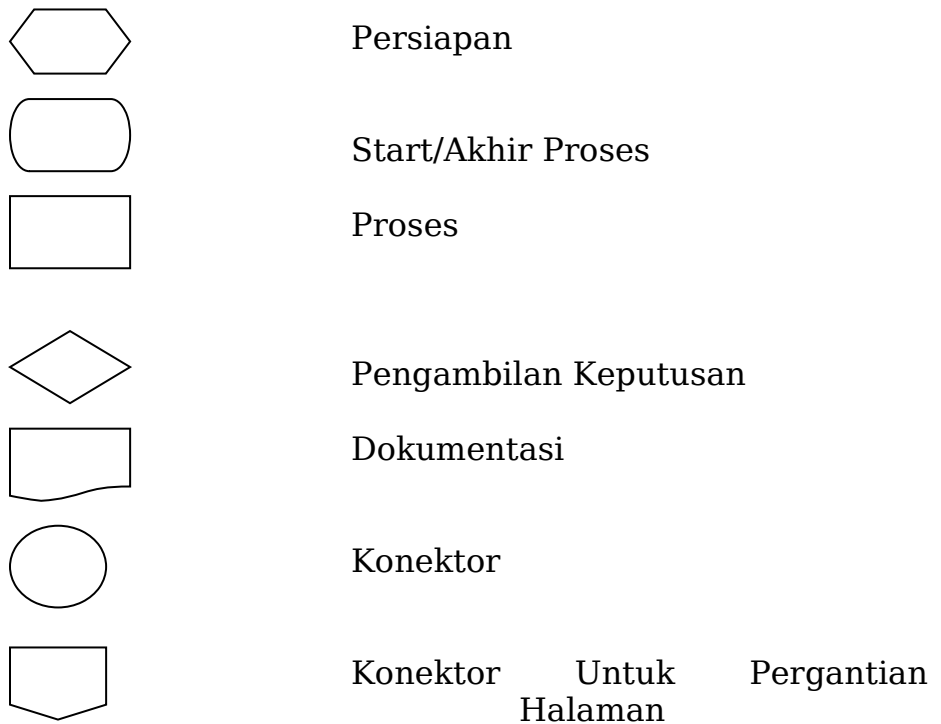 Persiapan
Start/Akhir Proses
Proses
Pengambilan Keputusan
Dokumentasi
Konektor
Konektor Untuk Pergantian
Halaman